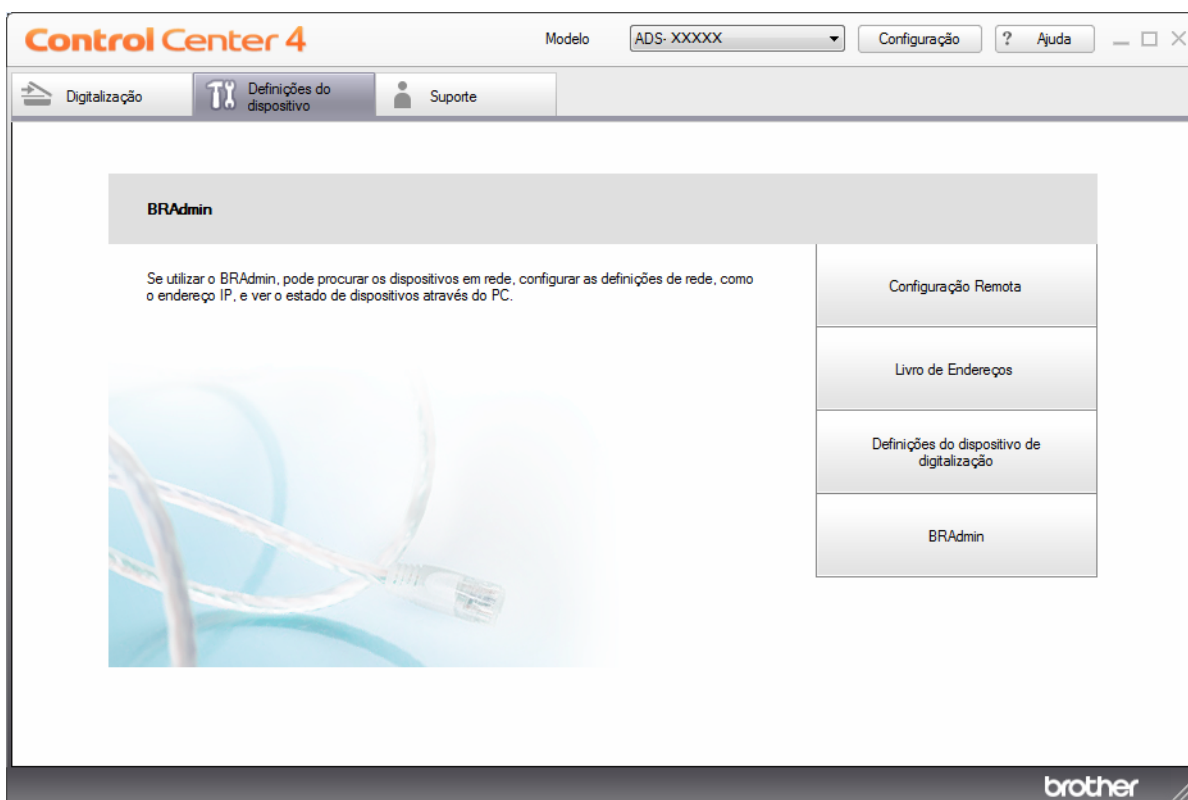 Control Center 4
Modelo
ADS- XXXXX
Configuração
? Ajuda
Digitalização
Definições do
dispositivo
Suporte
BRAdmin
Se utilizar o BRAdmin, pode procurar os dispositivos em rede, configurar as definições de rede, como
o endereço IP, e ver o estado de dispositivos através do PC.
Configuração Remota
Livro de Endereços
Definições do dispositivo de
digitalização
BRAdmin
brother